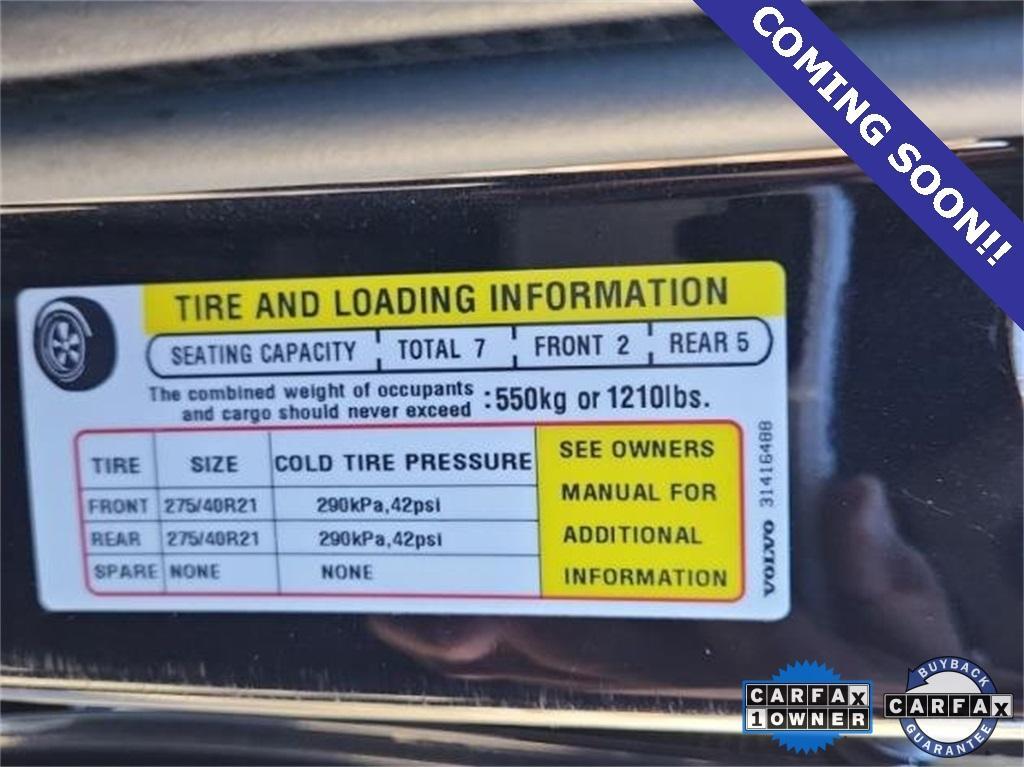 COMING SOON!!
TIRE AND LOADING INFORMATION
SEATING CAPACITY TOTAL 7 FRONT 2 REAR 5
The combined weight of occupants
and cargo should never exceed :550kg or 1210lbs.
TIRE SIZE COLD TIRE PRESSURE
FRONT 275/40R21 290kPa,42psi
REAR 275/40R21 290kPa,42psi
SPARE NONE NONE
SEE OWNERS
MANUAL FOR
ADDITIONAL
INFORMATION
VOLVO 31416488
CARFAX
1 OWNER
BUYBACK
CARFAX
GUARANTEE